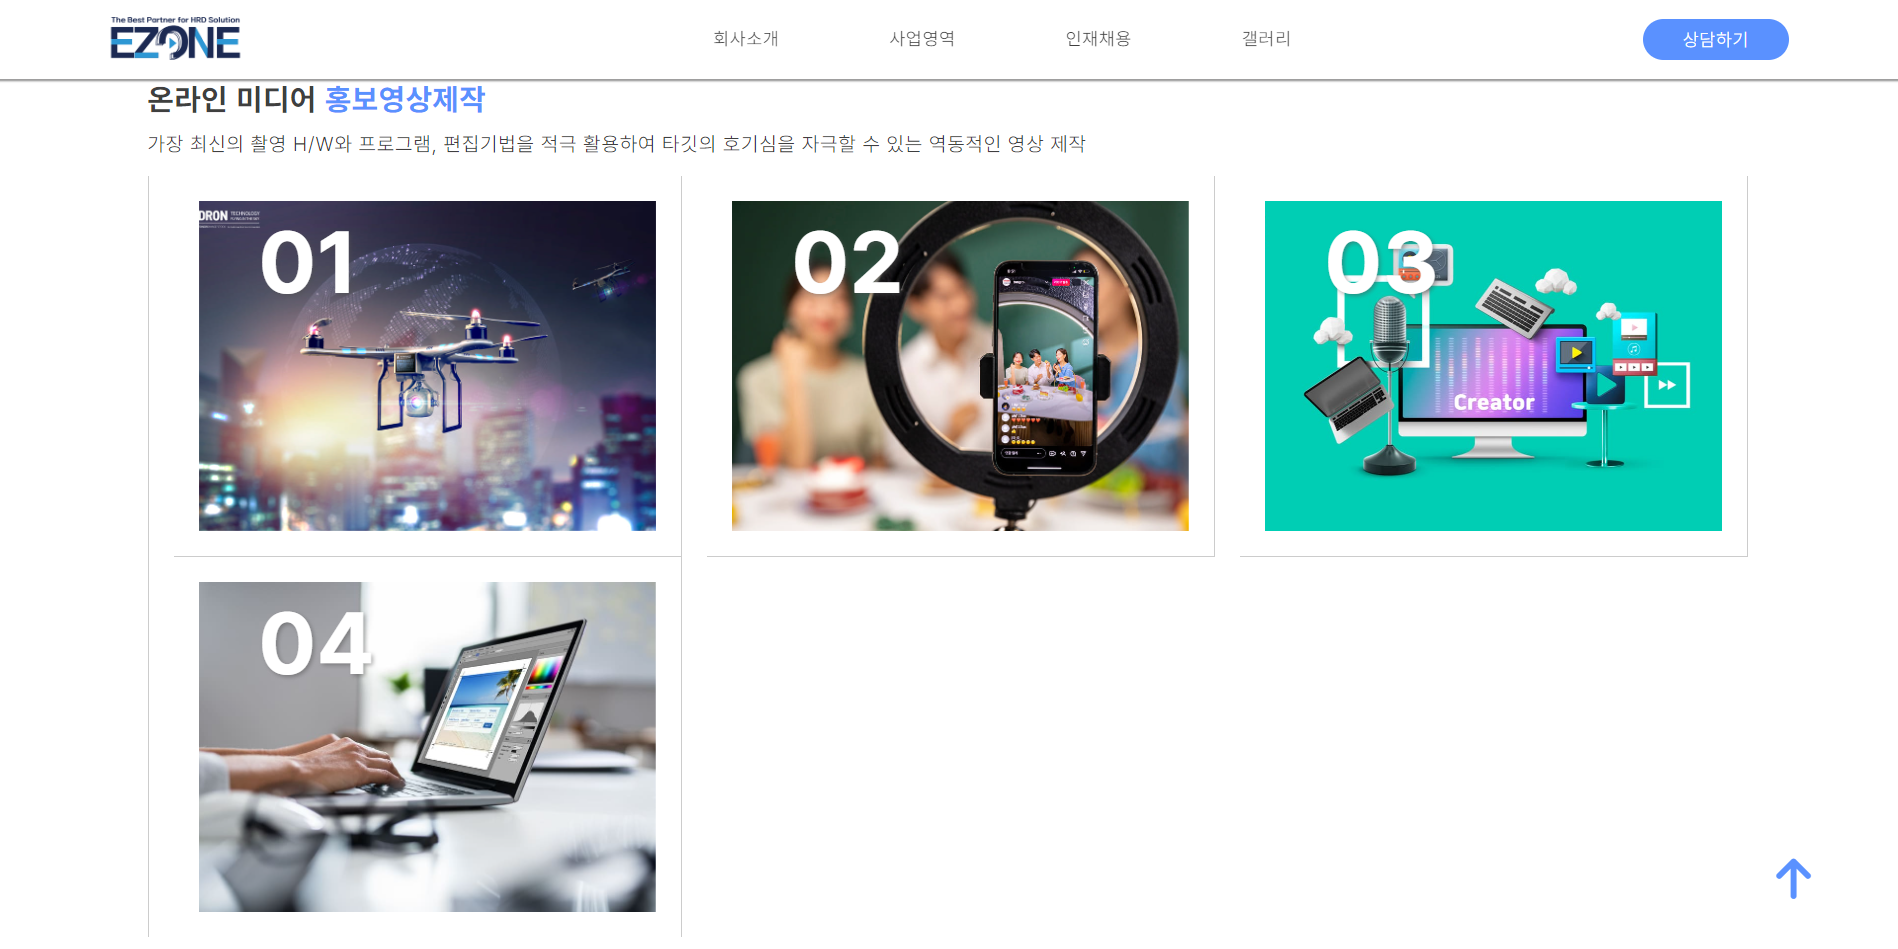 The Best Partner for HRD Solution
EZONE
회사소개
사업영역
인재채용
갤러리
상담하기
온라인 미디어 홍보영상제작
가장 최신의 촬영 H/W와 프로그램, 편집기법을 적극 활용하여 타깃의 호기심을 자극할 수 있는 역동적인 영상 제작
DRON TECHNOLOGY
01
02
03
Creator
04